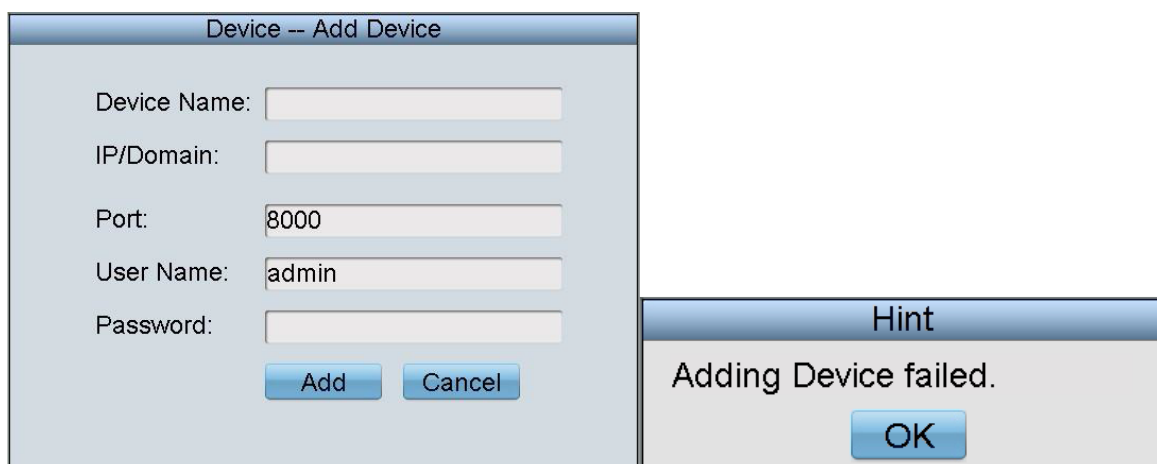 Device -- Add Device
Device Name:
IP/Domain:
Port: 8000
User Name: admin
Password:
Add Cancel
Hint
Adding Device failed.
OK